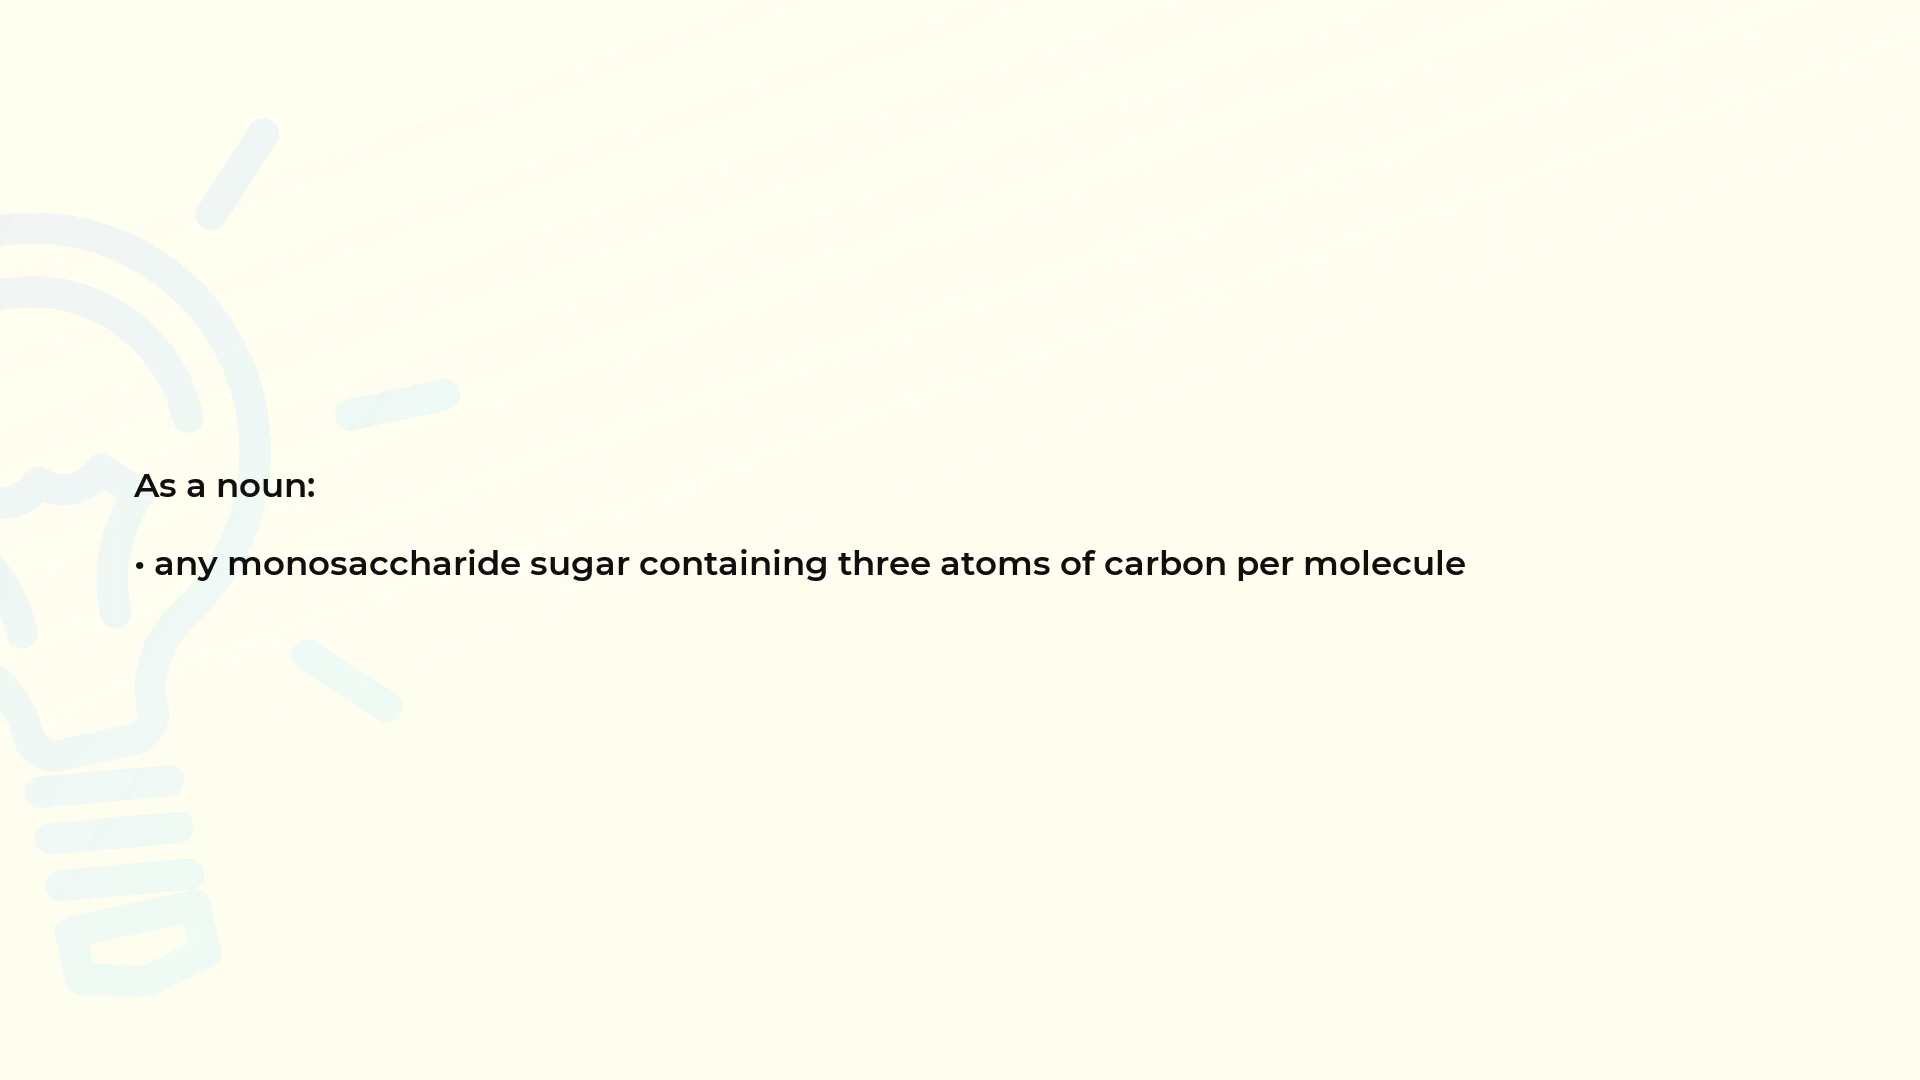 As a noun:
• any monosaccharide sugar containing three atoms of carbon per molecule